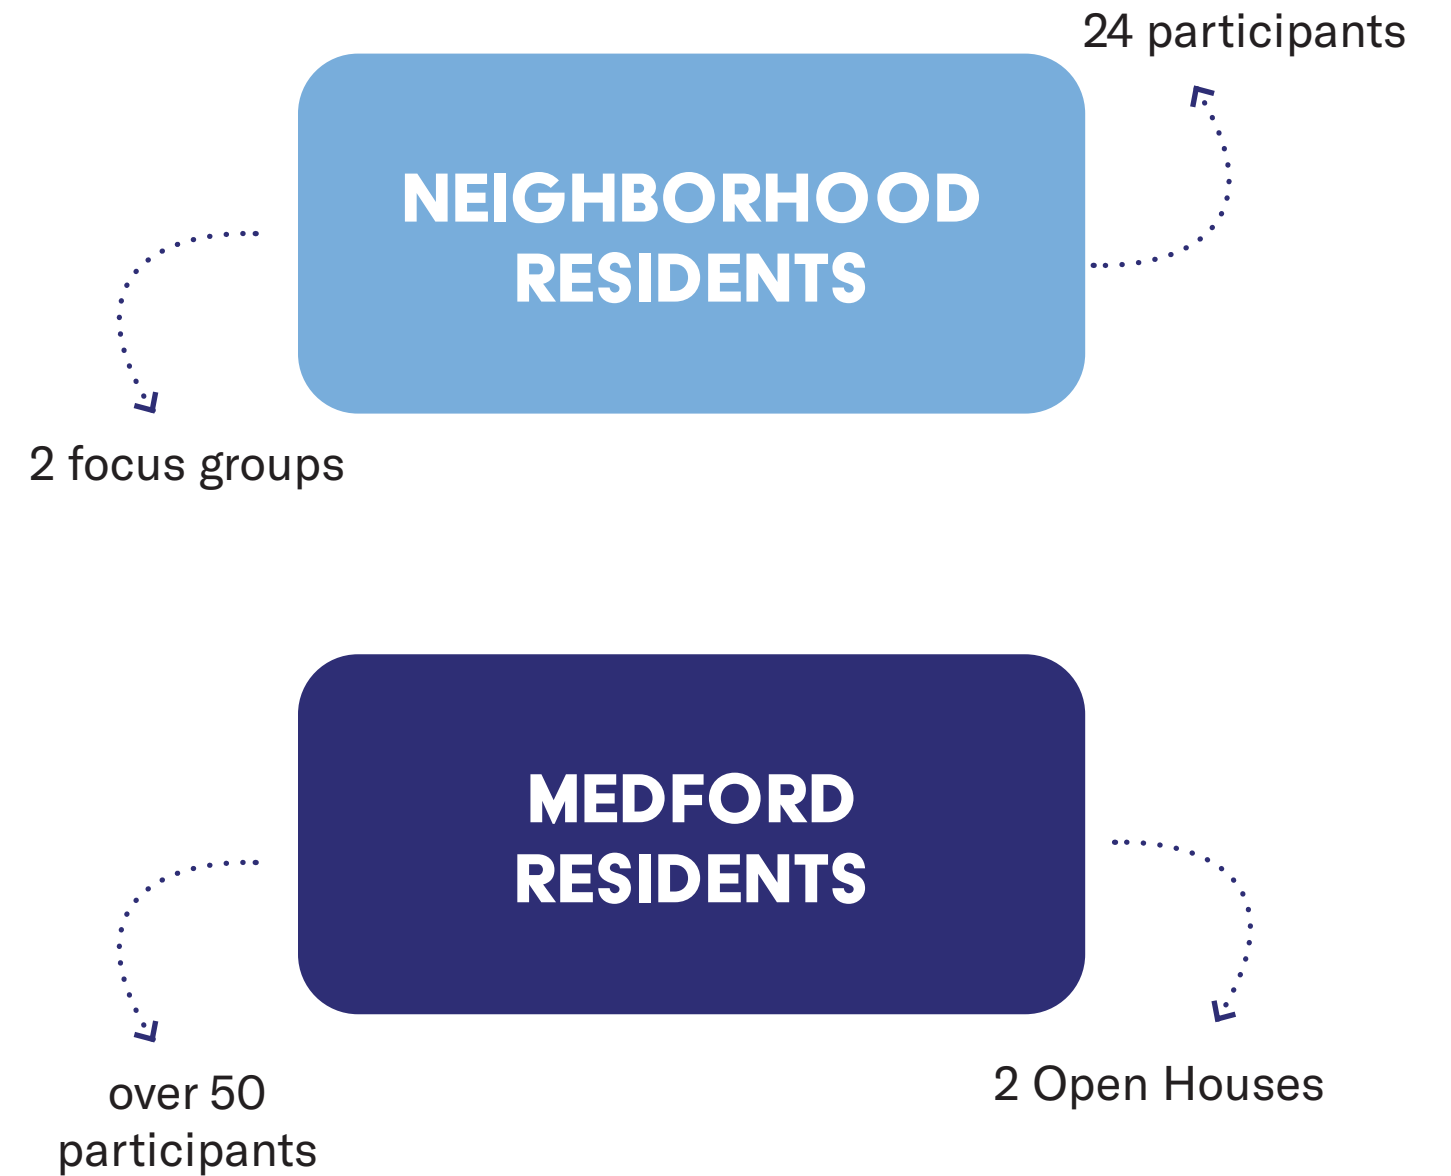 24 participants
NEIGHBORHOOD
RESIDENTS
2 focus groups
MEDFORD
RESIDENTS
2 Open Houses
over 50
participants